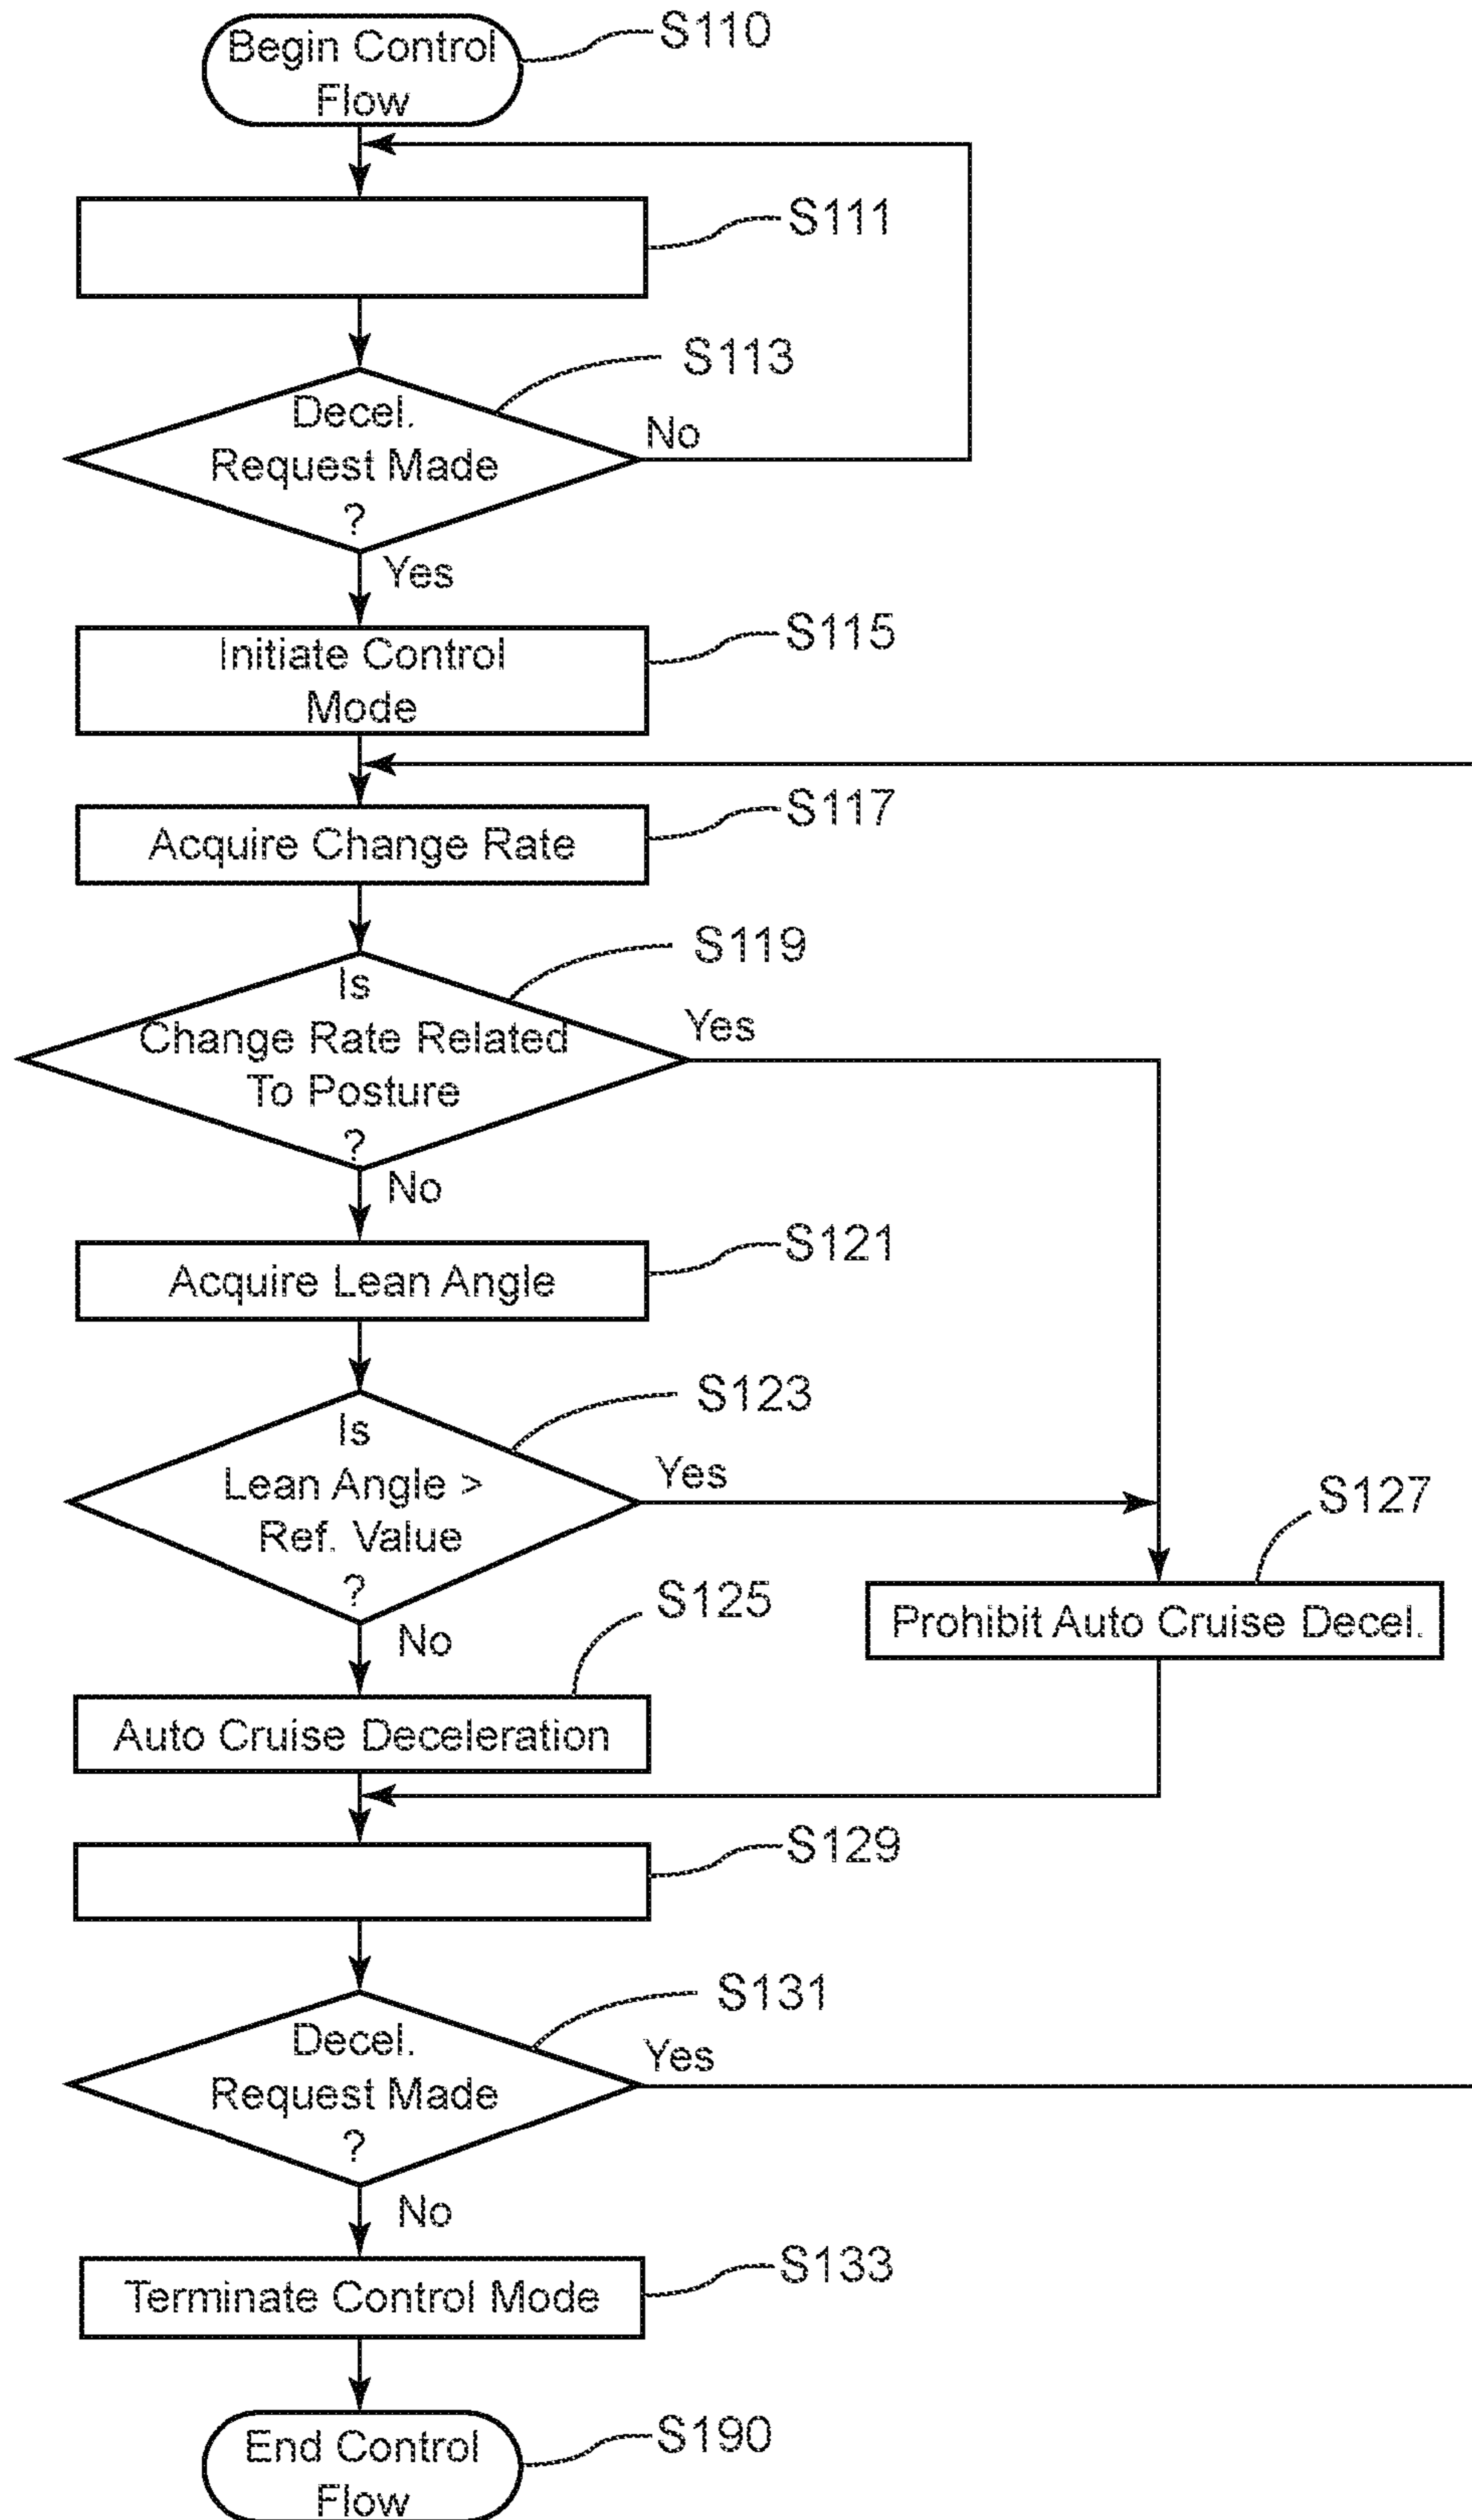 Begin Control
Flow
S110
S111
S113
Decel.
Request Made
?
No
Yes
S115
Initiate Control
Mode
S117
Acquire Change Rate
S119
Is
Change Rate Related
To Posture
?
Yes
No
S121
Acquire Lean Angle
S123
Is
Lean Angle >
Ref. Value
?
Yes
S127
Prohibit Auto Cruise Decel.
S125
No
Auto Cruise Deceleration
S129
S131
Decel.
Request Made
?
Yes
No
S133
Terminate Control Mode
End Control
Flow
S190